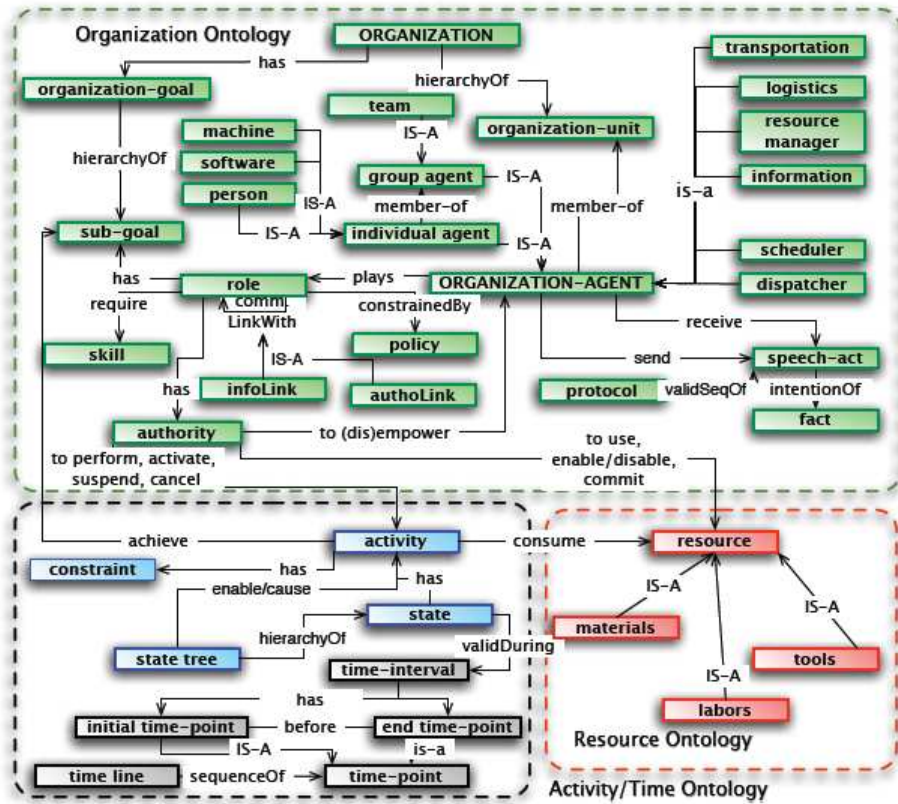 Organization Ontology
ORGANIZATION
has
hierarchyOf
organization-goal
team
machine
IS-A
organization-unit
hierarchyOf
software
person
group agent
IS-A
IS-A
member-of
member-of
IS-A
individual agent
IS-A
sub-goal
transportation
logistics
resource
manager
information
is-a
scheduler
dispatcher
has
role
plays
ORGANIZATION-AGENT
require
commu
LinkWith
constrainedBy
receive
skill
policy
IS-A
send
speech-act
has
infoLink
authoLink
protocol
validSeqOf
intentionOf
fact
authority
to (dis)empower
to perform, activate,
suspend, cancel
to use,
enable/disable,
commit
achieve
activity
consume
resource
constraint
has
enable/cause
has
state
hierarchyOf
validDuring
state tree
time-interval
has
initial time-point
before
end time-point
IS-A
is-a
time line
sequenceOf
time-point
IS-A
IS-A
materials
tools
IS-A
labors
Resource Ontology
Activity/Time Ontology